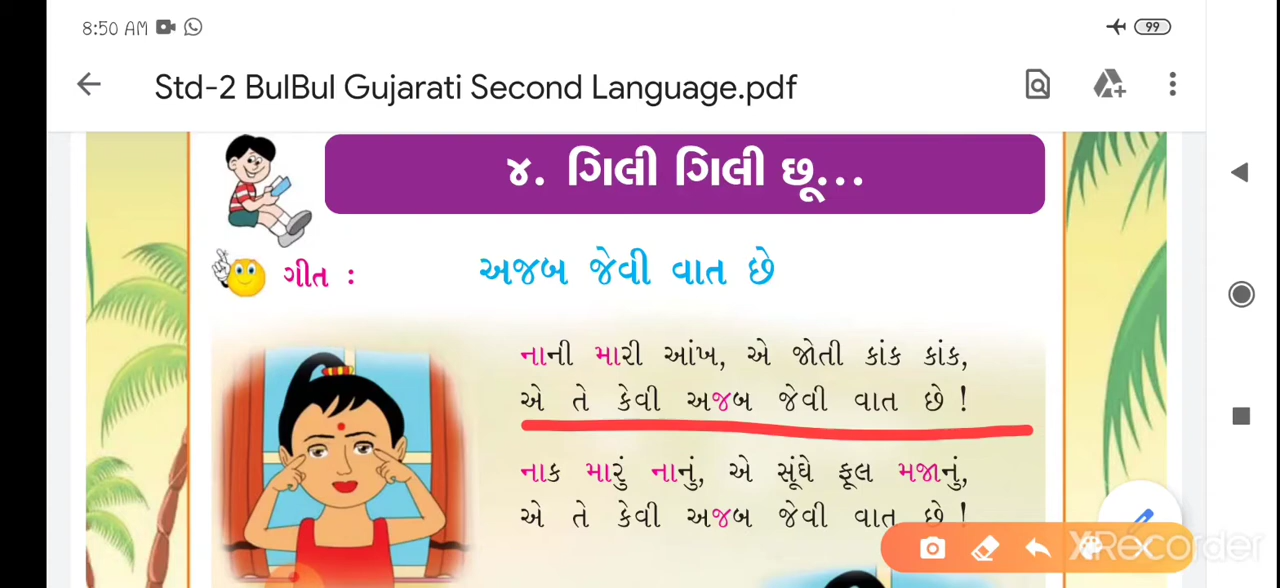 8:50 AM
99
Std-2 BulBul Gujarati Second Language.pdf
૪. ગિલી ગિલી છૂ...
ગીત : અજબ જેવી વાત છે
નાની મારી આંખ, એ જોતી કાંક કાંક,
એ તે કેવી અજબ જેવી વાત છે !
નાક મારું નાનું, એ સૂંઘે ફૂલ મજાનું,
એ તે કેવી અજબ જેવી વાત છે !
XRecorder